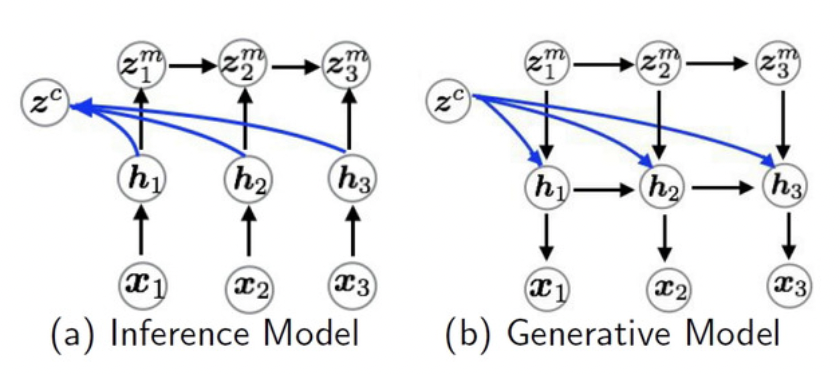 z_1^m z_2^m z_3^m
z^c
h_1 h_2 h_3
x_1 x_2 x_3
(a) Inference Model
z_1^m z_2^m z_3^m
z^c
h_1 h_2 h_3
x_1 x_2 x_3
(b) Generative Model